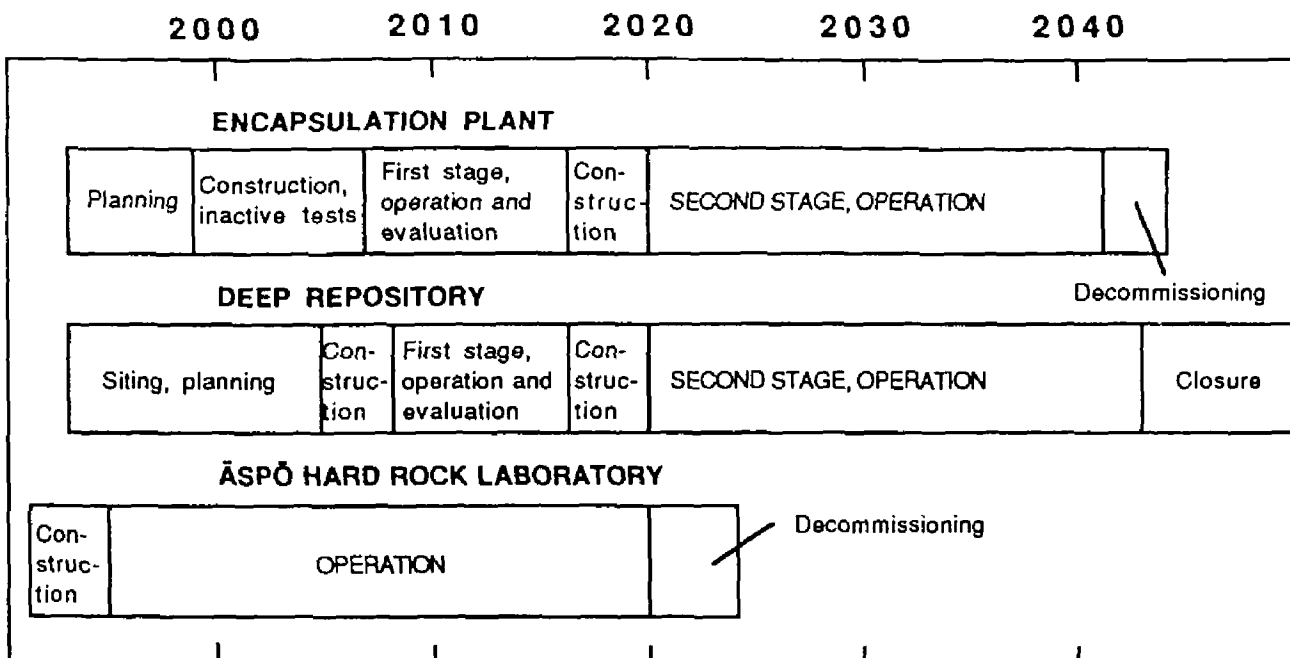 2000 2010 2020 2030 2040
ENCAPSULATION PLANT
Planning
Construction,
inactive tests
First stage,
operation and
evaluation
Con-
struc-
tion
SECOND STAGE, OPERATION
Decommissioning
DEEP REPOSITORY
Siting, planning
Con-
struc-
tion
First stage,
operation and
evaluation
Con-
struc-
tion
SECOND STAGE, OPERATION
Closure
ÄSPÖ HARD ROCK LABORATORY
Con-
struc-
tion
OPERATION
Decommissioning